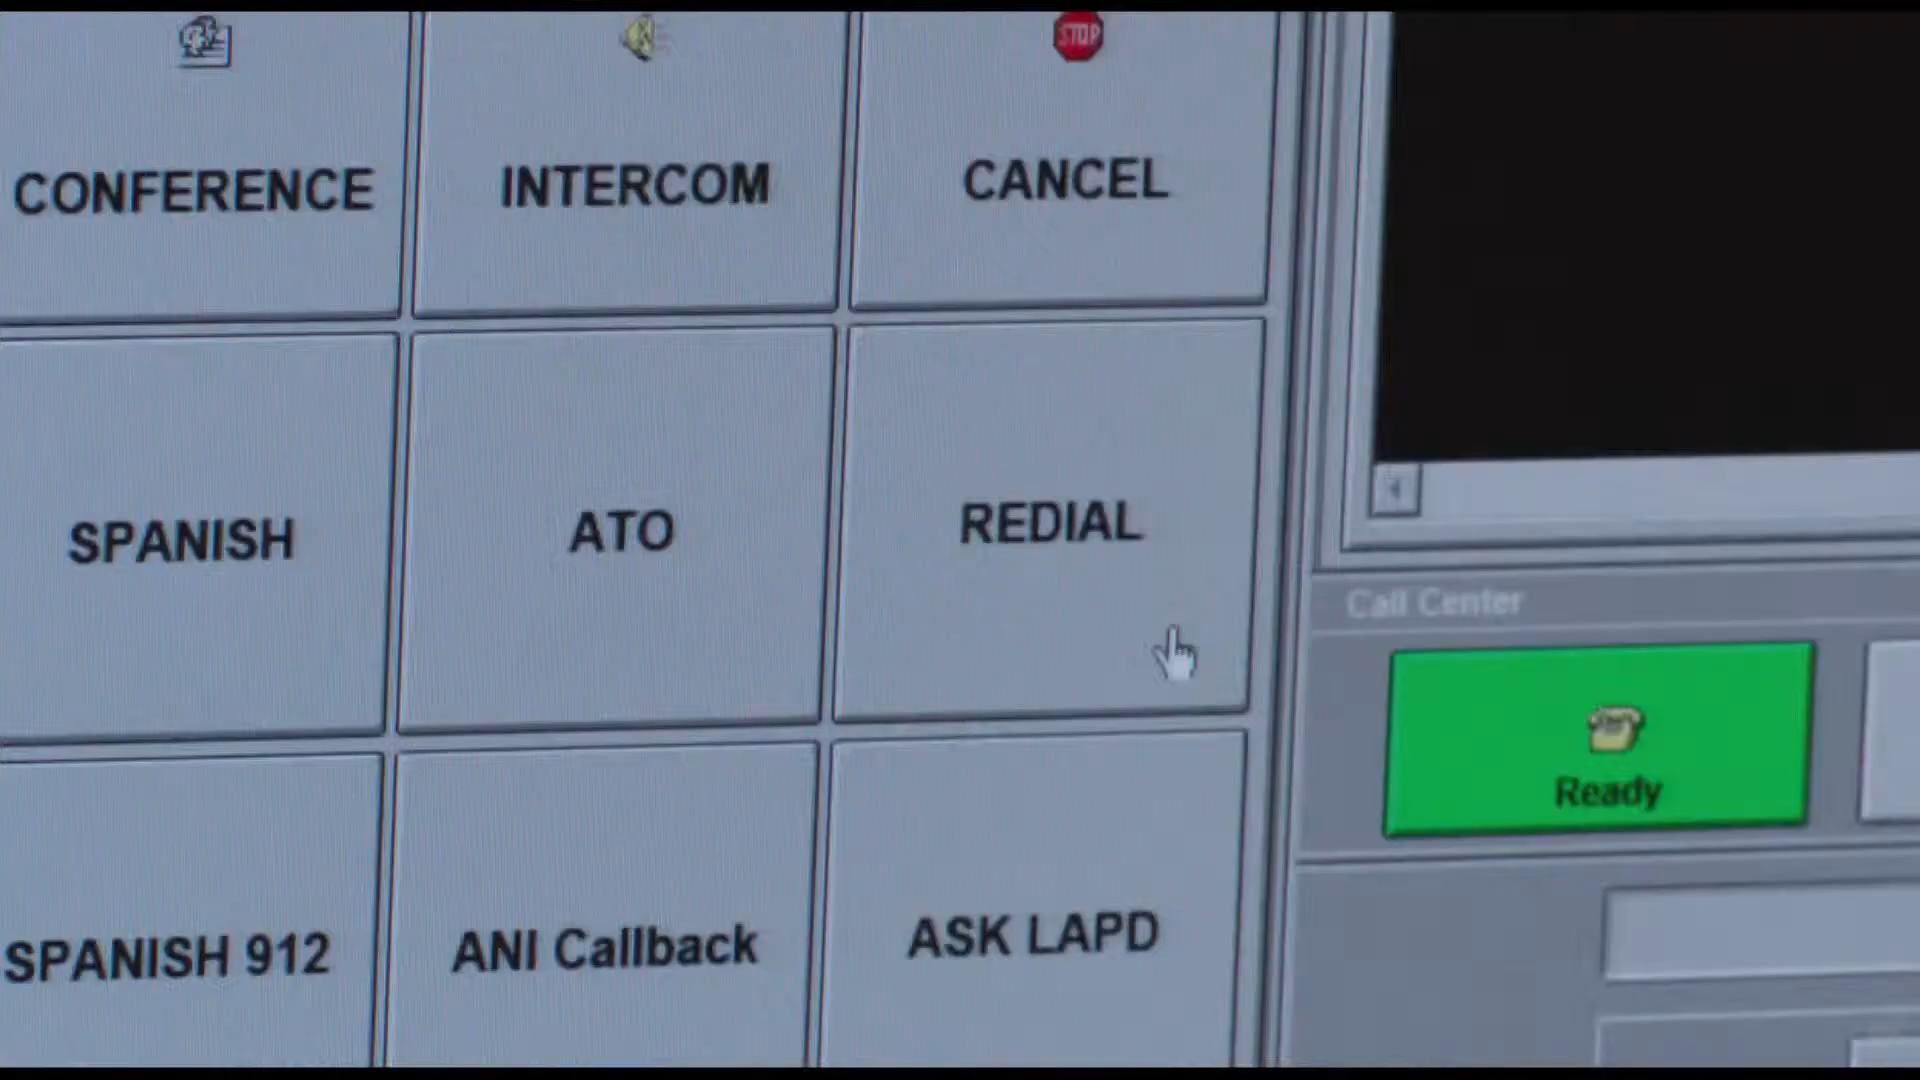 STOP
CONFERENCE
INTERCOM
CANCEL
SPANISH
ATO
REDIAL
Call Center
Ready
SPANISH 912
ANI Callback
ASK LAPD